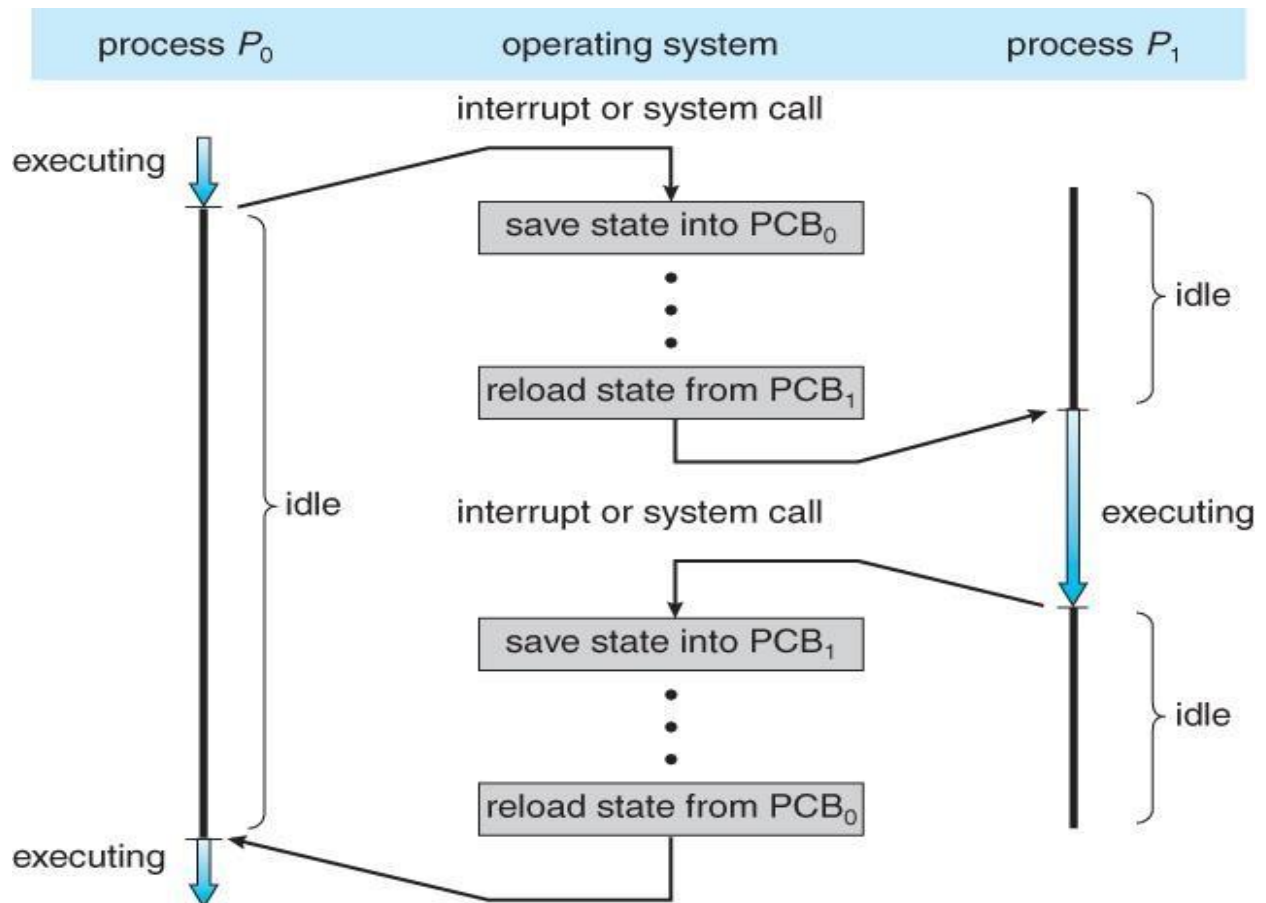 process P₀
operating system
process P₁
interrupt or system call
executing
save state into PCB₀
idle
reload state from PCB₁
idle
interrupt or system call
executing
save state into PCB₁
idle
reload state from PCB₀
executing